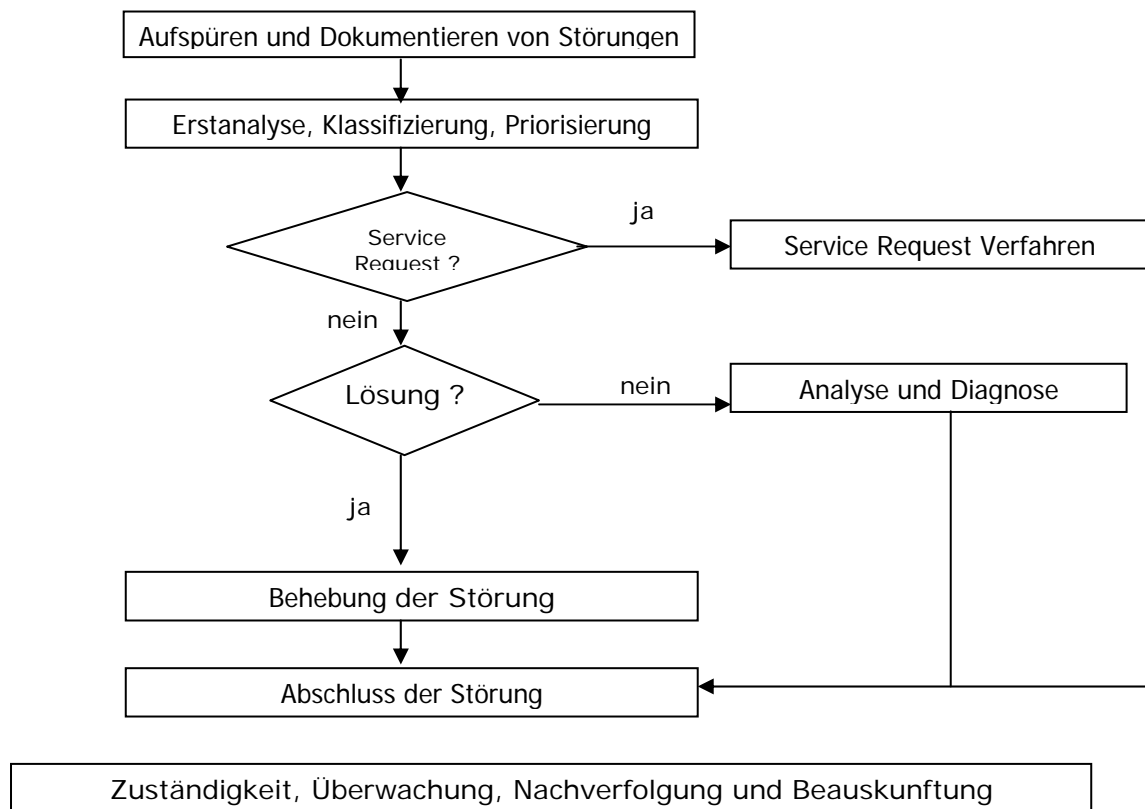 Aufspüren und Dokumentieren von Störungen
Erstanalyse, Klassifizierung, Priorisierung
ja
Service
Request ?
Service Request Verfahren
nein
Lösung ?
nein
Analyse und Diagnose
ja
Behebung der Störung
Abschluss der Störung
Zuständigkeit, Überwachung, Nachverfolgung und Beauskunftung